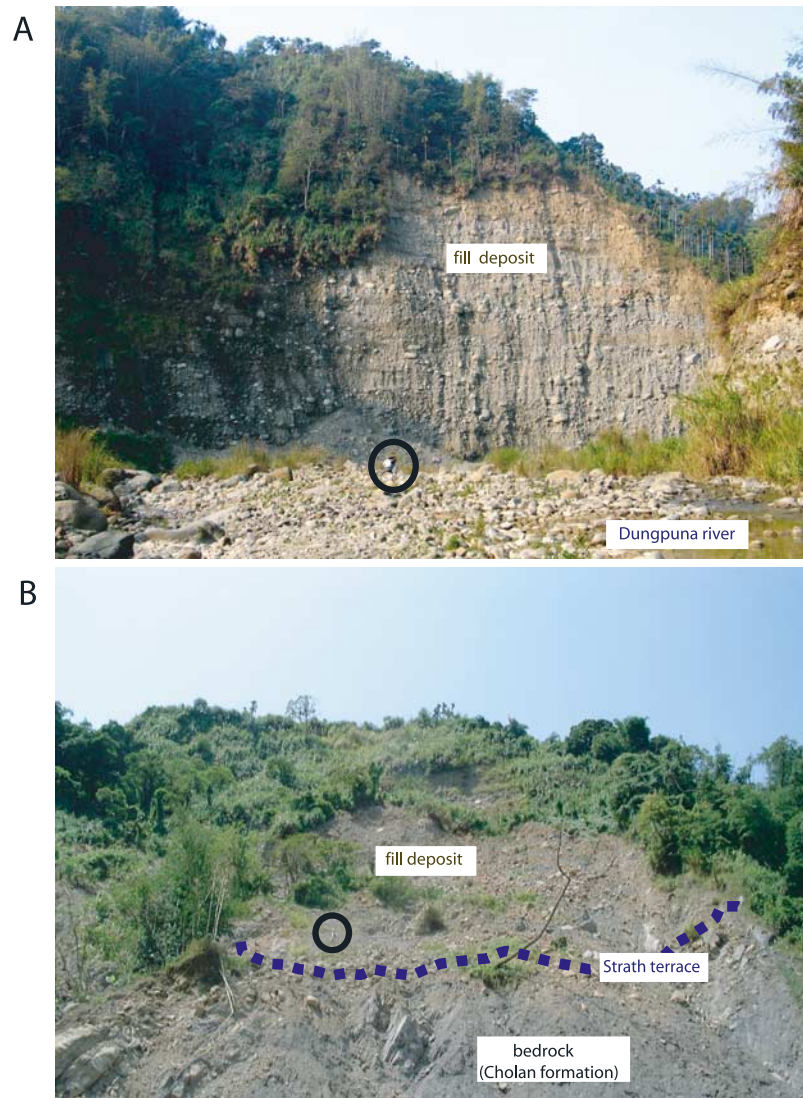 A
fill deposit
Dungpuna river
B
fill deposit
Strath terrace
bedrock
(Cholan formation)